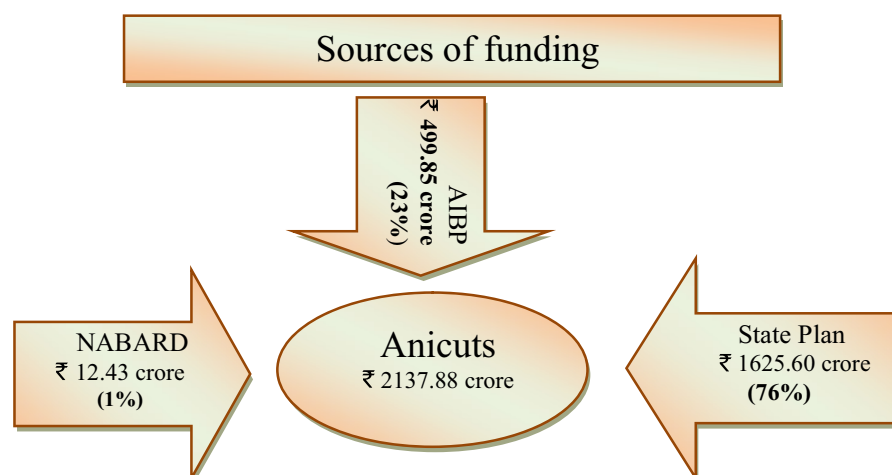 Sources of funding
AIBP
₹ 499.85 crore
(23%)
NABARD
₹ 12.43 crore
(1%)
Anicuts
₹ 2137.88 crore
State Plan
₹ 1625.60 crore
(76%)